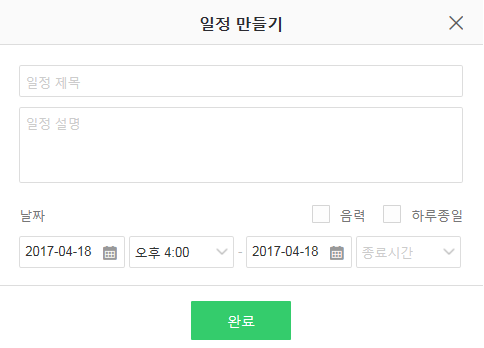 일정 만들기
일정 제목
일정 설명
날짜 음력 하루종일
2017-04-18 오후 4:00 - 2017-04-18 종료시간
완료